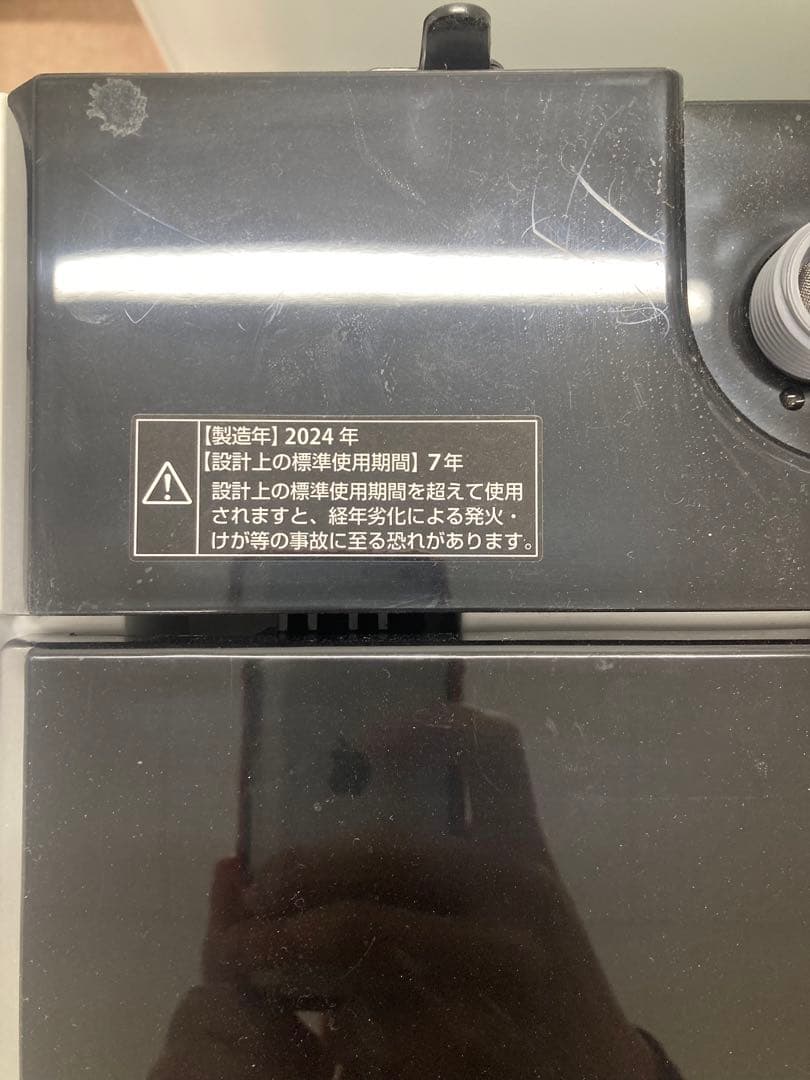 【製造年】2024 年
【設計上の標準使用期間】7年
設計上の標準使用期間を超えて使用
されますと、経年劣化による発火・
けが等の事故に至る恐れがあります。